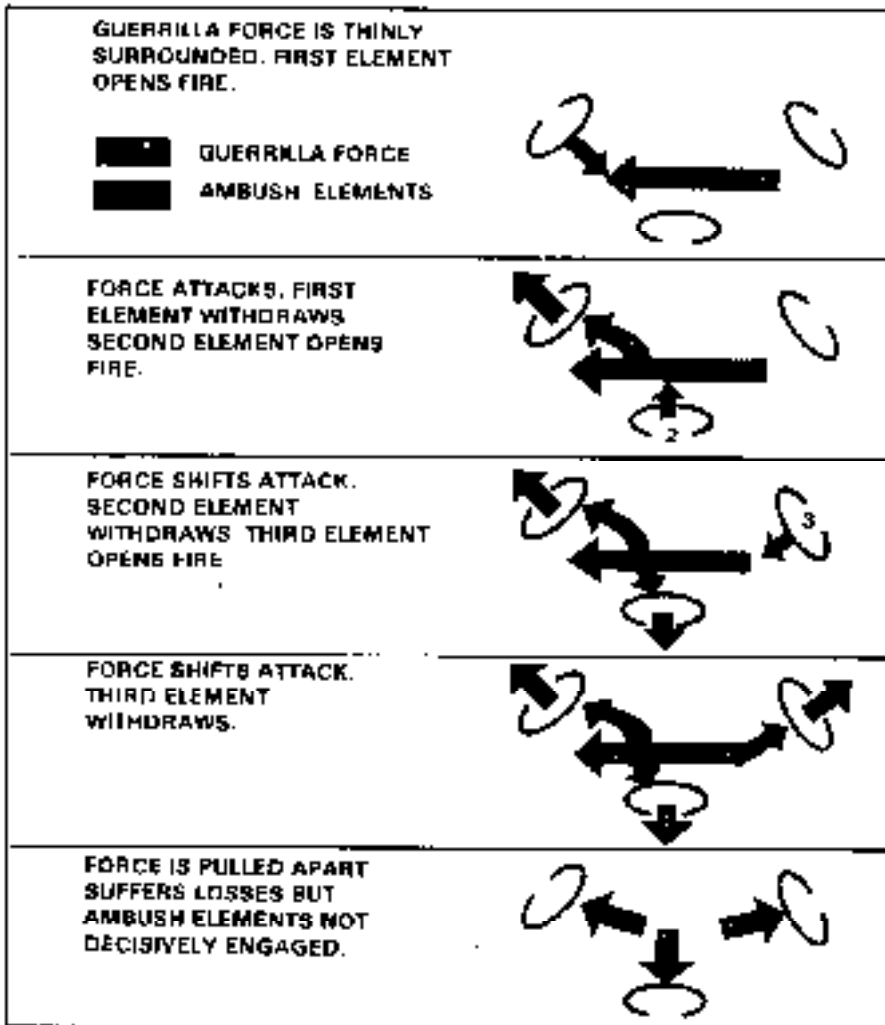 GUERRILLA FORCE IS THINLY
SURROUNDED. FIRST ELEMENT
OPENS FIRE.
GUERRILLA FORCE
AMBUSH ELEMENTS
FORCE ATTACKS. FIRST
ELEMENT WITHDRAWS
SECOND ELEMENT OPENS
FIRE.
2
FORCE SHIFTS ATTACK.
SECOND ELEMENT
WITHDRAWS THIRD ELEMENT
OPENS FIRE
3
FORCE SHIFTS ATTACK.
THIRD ELEMENT
WITHDRAWS.
FORCE IS PULLED APART
SUFFERS LOSSES BUT
AMBUSH ELEMENTS NOT
DECISIVELY ENGAGED.